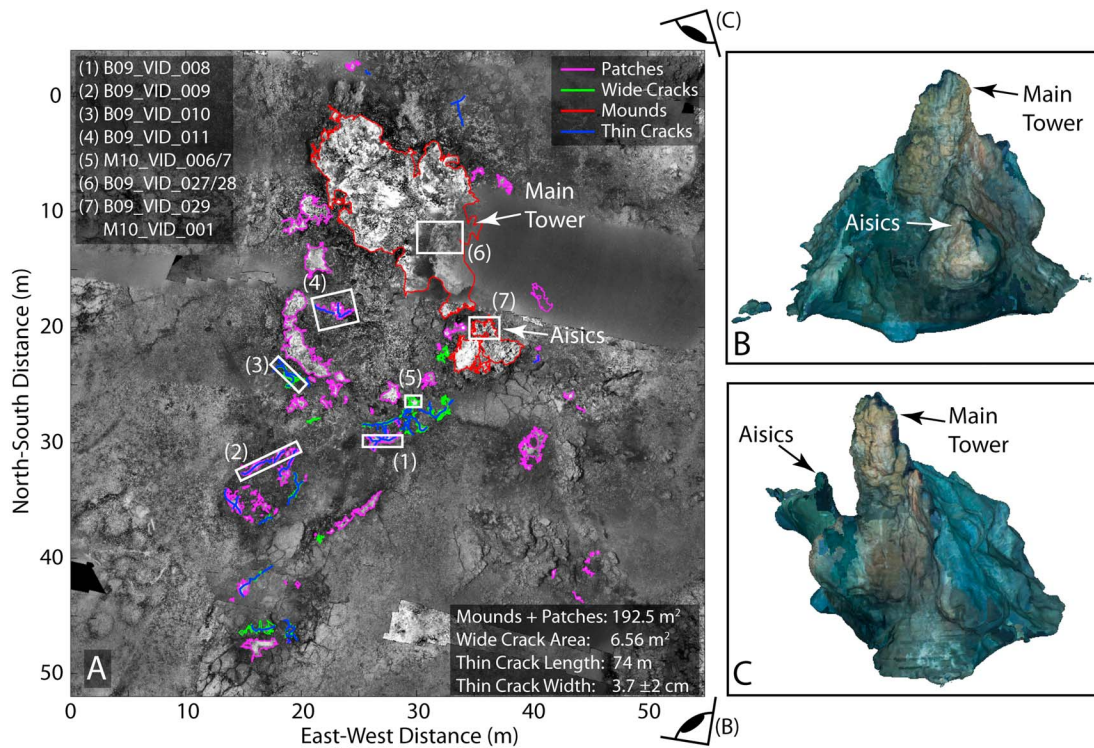 (C)
(1) B09_VID_008
(2) B09_VID_009
(3) B09_VID_010
(4) B09_VID_011
(5) M10_VID_006/7
(6) B09_VID_027/28
(7) B09_VID_029
M10_VID_001
Patches
Wide Cracks
Mounds
Thin Cracks
Main
Tower
(6)
(4)
(7)
Aisics
(3)
(5)
(2)
(1)
Mounds + Patches: 192.5 m²
Wide Crack Area: 6.56 m²
Thin Crack Length: 74 m
Thin Crack Width: 3.7 ±2 cm
A
0
10
20
30
40
50
North-South Distance (m)
0
10
20
30
40
50
East-West Distance (m)
(B)
Main
Tower
Aisics
B
Aisics
Main
Tower
C